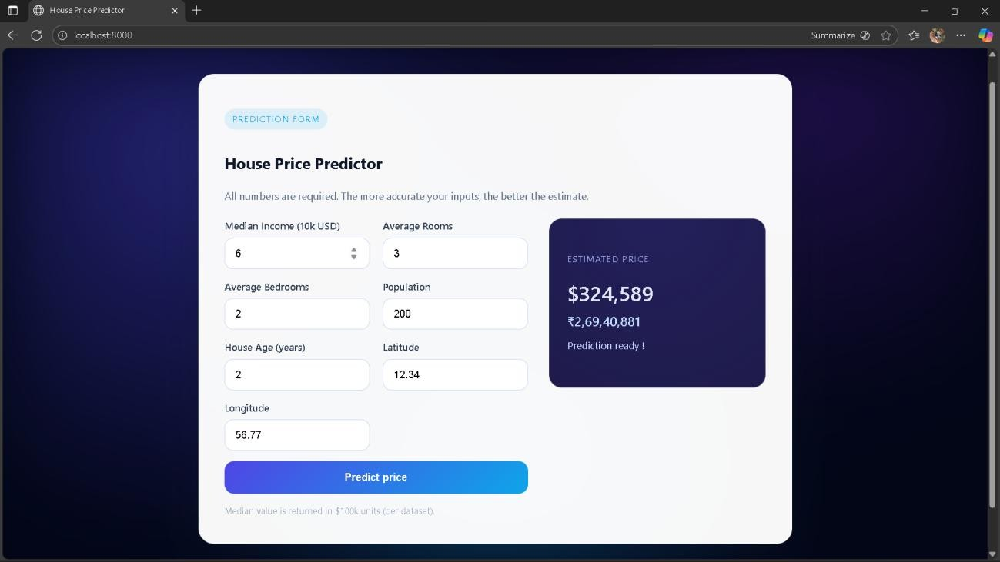 House Price Predictor
localhost:8000
Summarize
PREDICTION FORM
House Price Predictor
All numbers are required. The more accurate your inputs, the better the estimate.
Median Income (10k USD)
6
Average Rooms
3
Average Bedrooms
2
Population
200
House Age (years)
2
Latitude
12.34
Longitude
56.77
Predict price
Median value is returned in $100k units (per dataset).
ESTIMATED PRICE
$324,589
₹2,69,40,881
Prediction ready !